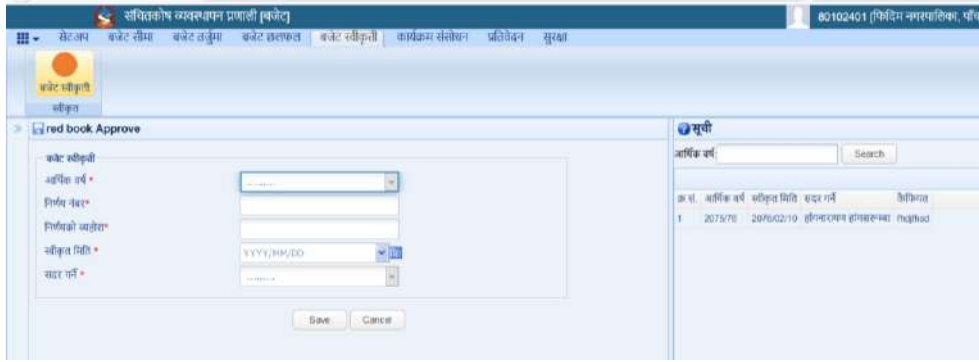 संचितकोष व्यवस्थापन प्रणाली [बजेट]
80102401 (फिदिम नगरपालिका, पाँच
सेटअप बजेट सीमा बजेट तर्जुमा बजेट छलफल बजेट स्वीकृती कार्यक्रम संसोधन प्रतिवेदन सुरक्षा
बजेट स्वीकृती
स्वीकृत
red book Approve
बजेट स्वीकृती
आर्थिक वर्ष *
निर्णय नंबर*
निर्णयको व्यहोरा*
स्वीकृत मिति *
YYYY/MM/DD
सदर गर्ने *
Save Cancel
सूची
आर्थिक वर्ष
Search
क्र.सं. आर्थिक वर्ष स्वीकृत मिति सदर गर्ने कैफियत
1 2075/76 2076/02/10